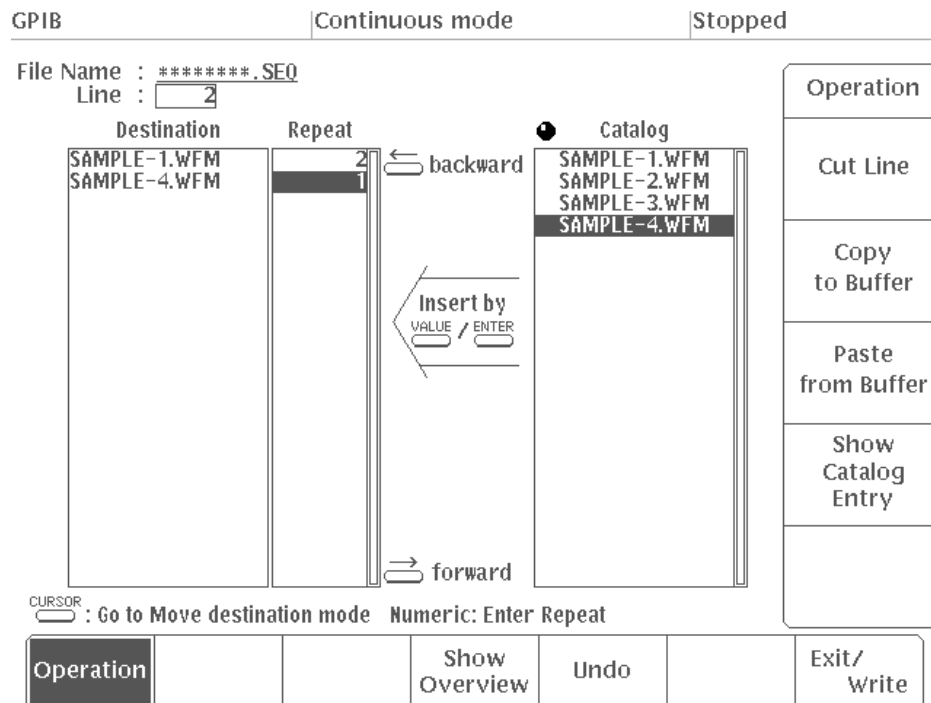 GPIB Continuous mode Stopped
File Name : ********.SEQ
Line : 2
Destination Repeat Catalog
SAMPLE-1.WFM 2
SAMPLE-4.WFM 1
backward
SAMPLE-1.WFM
SAMPLE-2.WFM
SAMPLE-3.WFM
SAMPLE-4.WFM
Insert by
VALUE / ENTER
forward
CURSOR : Go to Move destination mode Numeric: Enter Repeat
Operation
Cut Line
Copy
to Buffer
Paste
from Buffer
Show
Catalog
Entry
Operation
Show
Overview
Undo
Exit/
Write